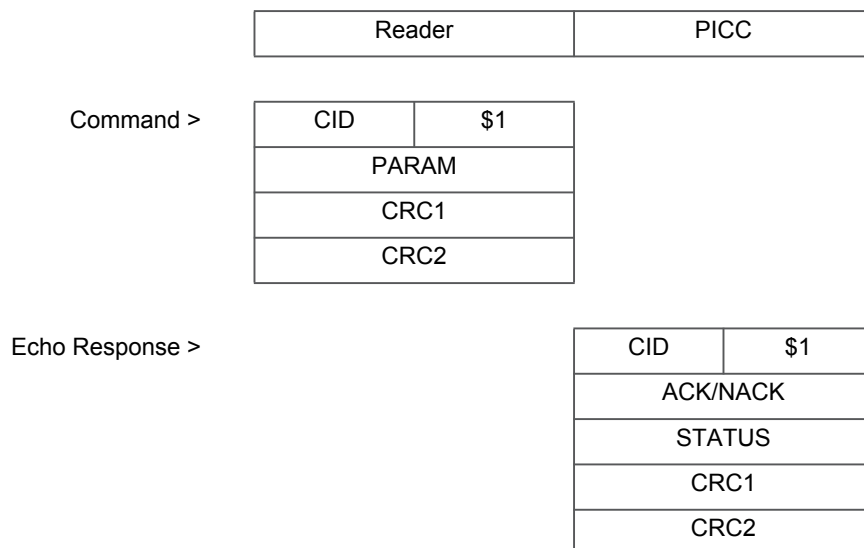 Reader PICC
Command > CID $1
PARAM
CRC1
CRC2
Echo Response > CID $1
ACK/NACK
STATUS
CRC1
CRC2